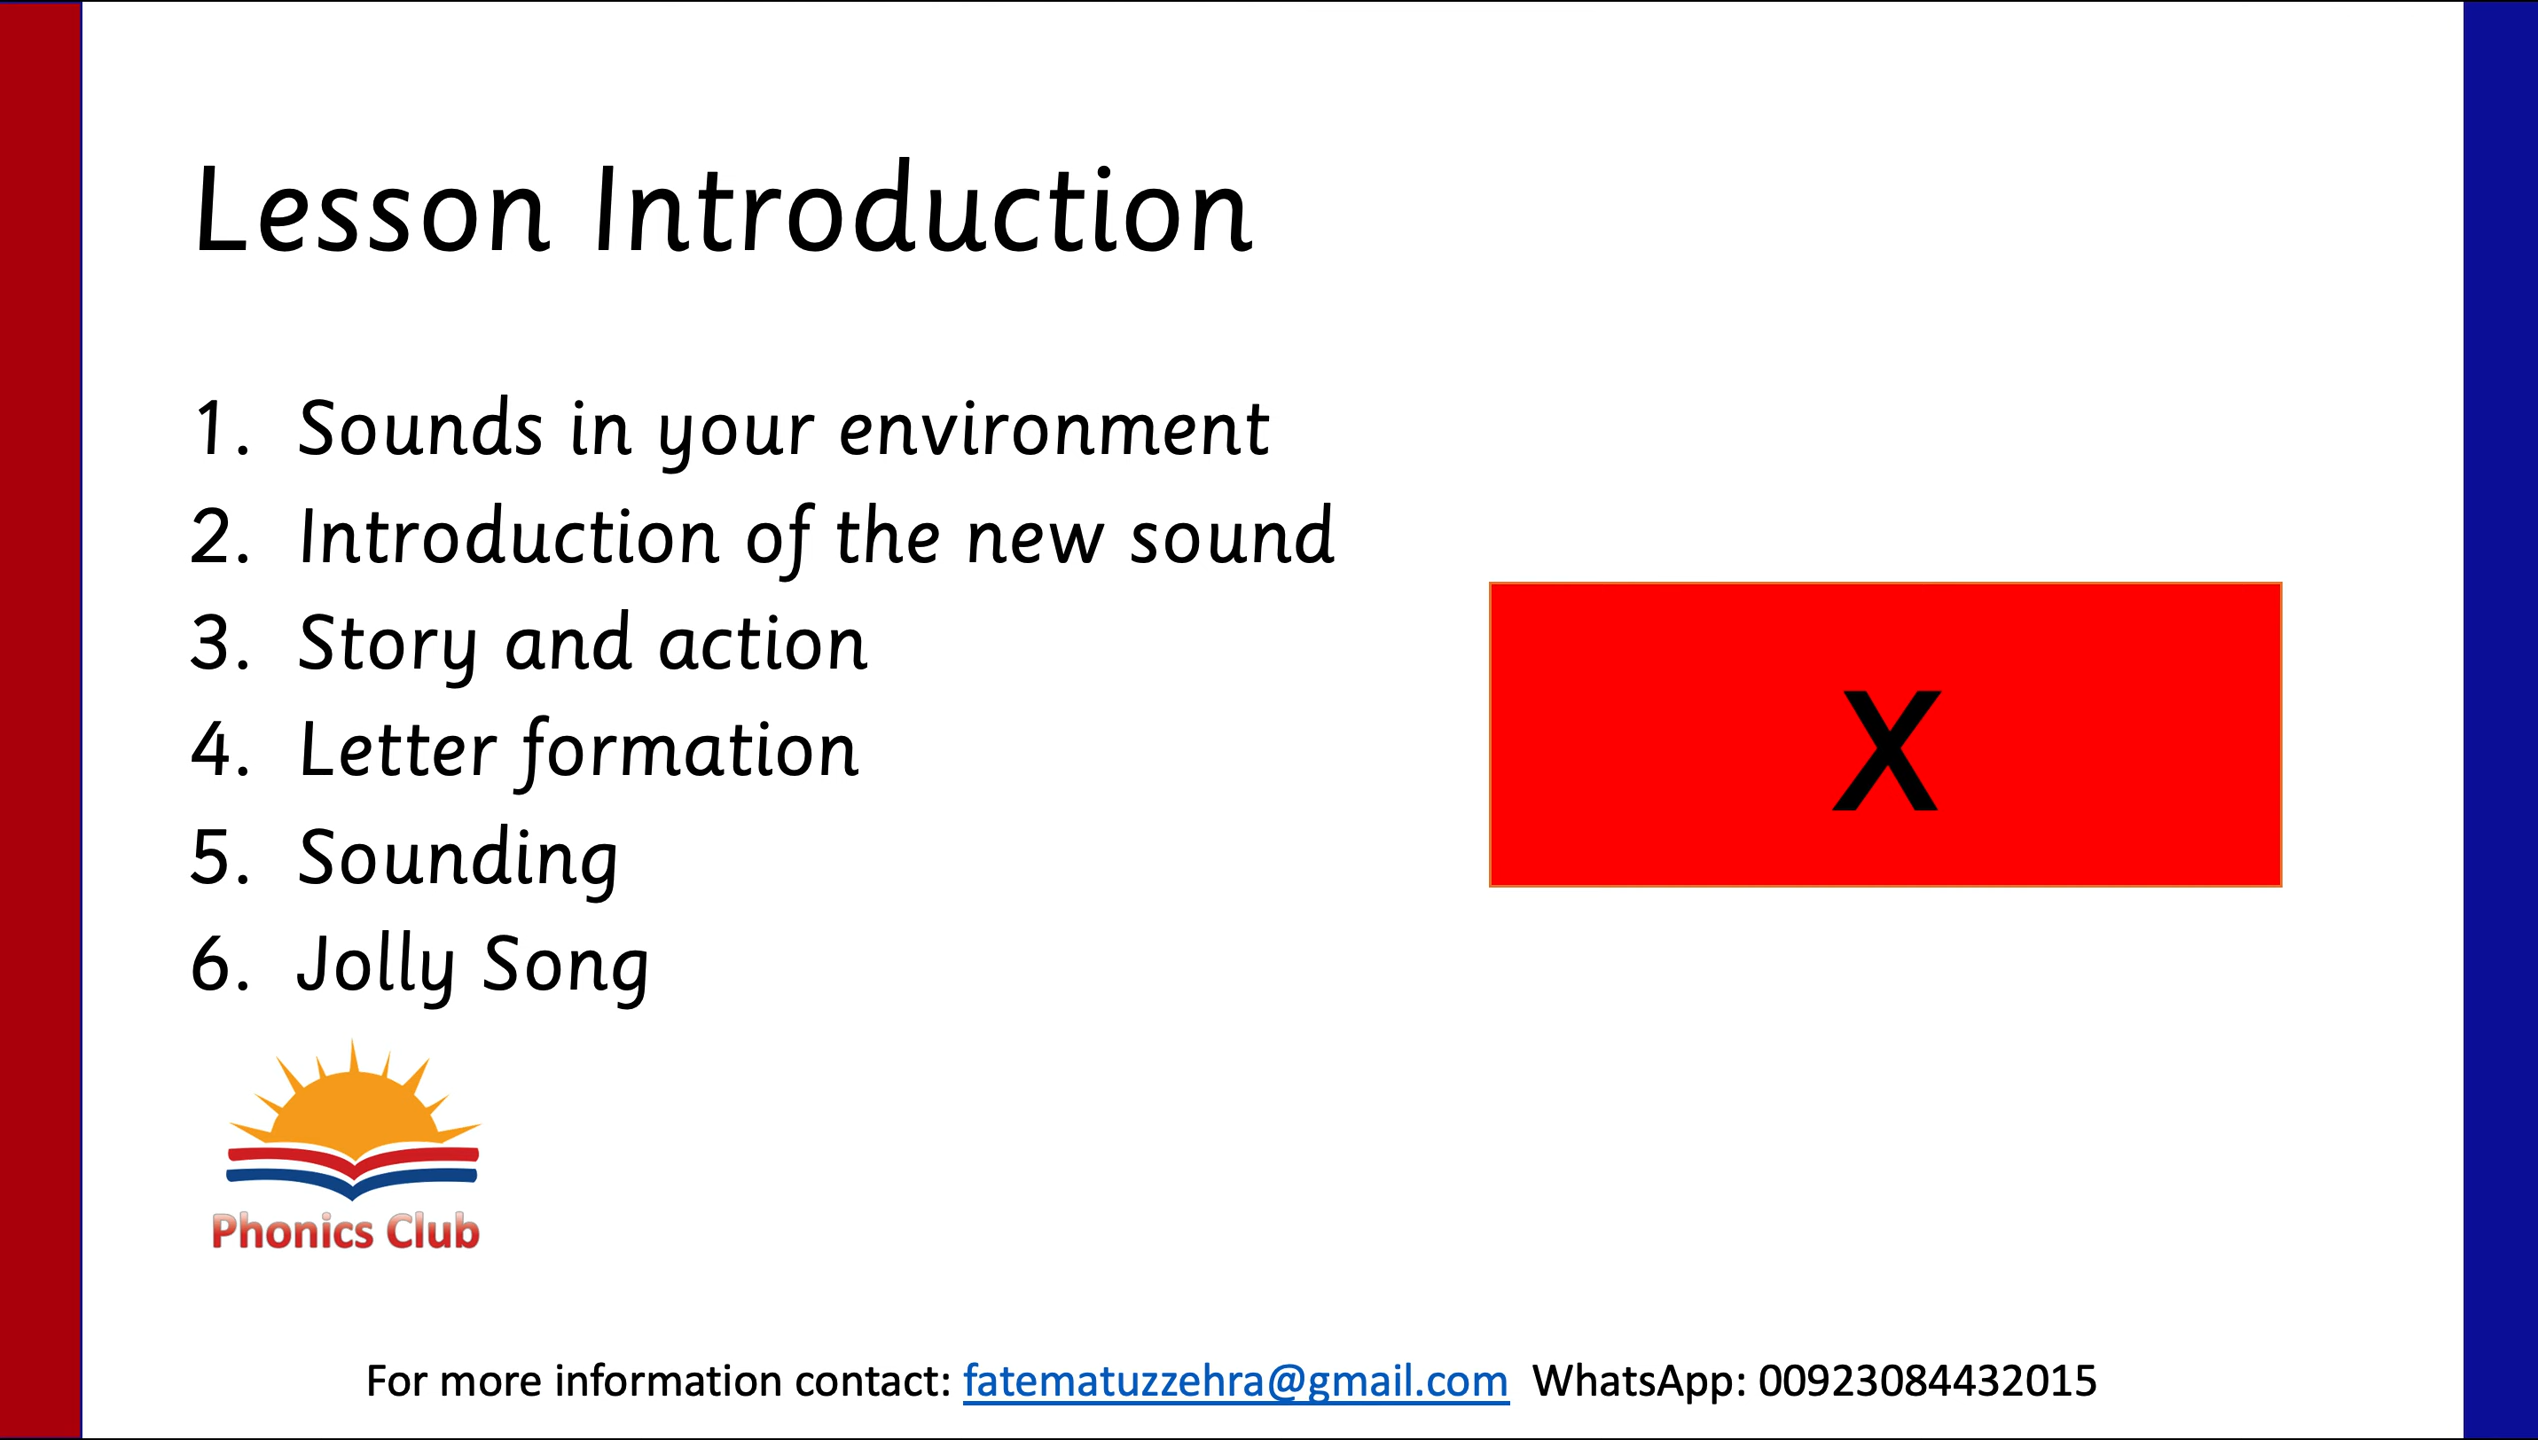 Lesson Introduction
1. Sounds in your environment
2. Introduction of the new sound
3. Story and action
4. Letter formation
5. Sounding
6. Jolly Song
x
Phonics Club
For more information contact: fatematuzzehra@gmail.com WhatsApp: 00923084432015